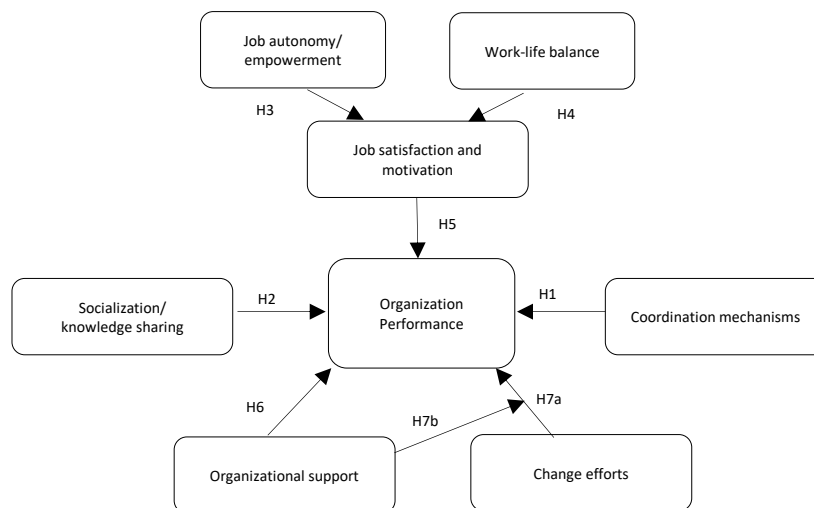 Job autonomy/
empowerment
Work-life balance
H3
H4
Job satisfaction and
motivation
H5
Socialization/
knowledge sharing
H2
Organization
Performance
H1
Coordination mechanisms
H6
H7b
H7a
Organizational support
Change efforts